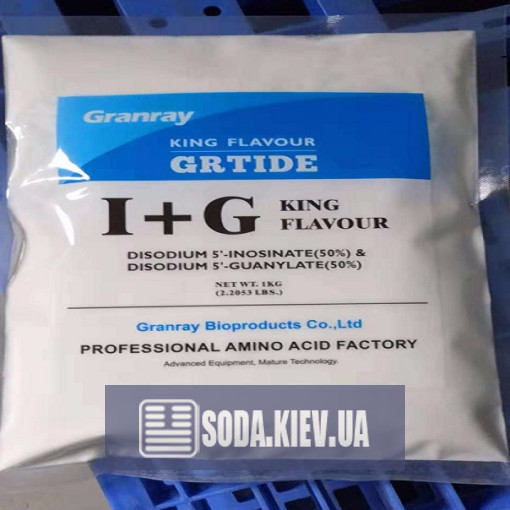 Granray
KING FLAVOUR
GRTIDE
I+G KING
FLAVOUR
DISODIUM 5'-INOSINATE(50%) &
DISODIUM 5'-GUANYLATE(50%)
NET WT. 1KG
(2.2053 LBS.)
Granray Bioproducts Co.,Ltd
PROFESSIONAL AMINO ACID FACTORY
Advanced Equipment, Mature Technology.
SODA.KIEV.UA